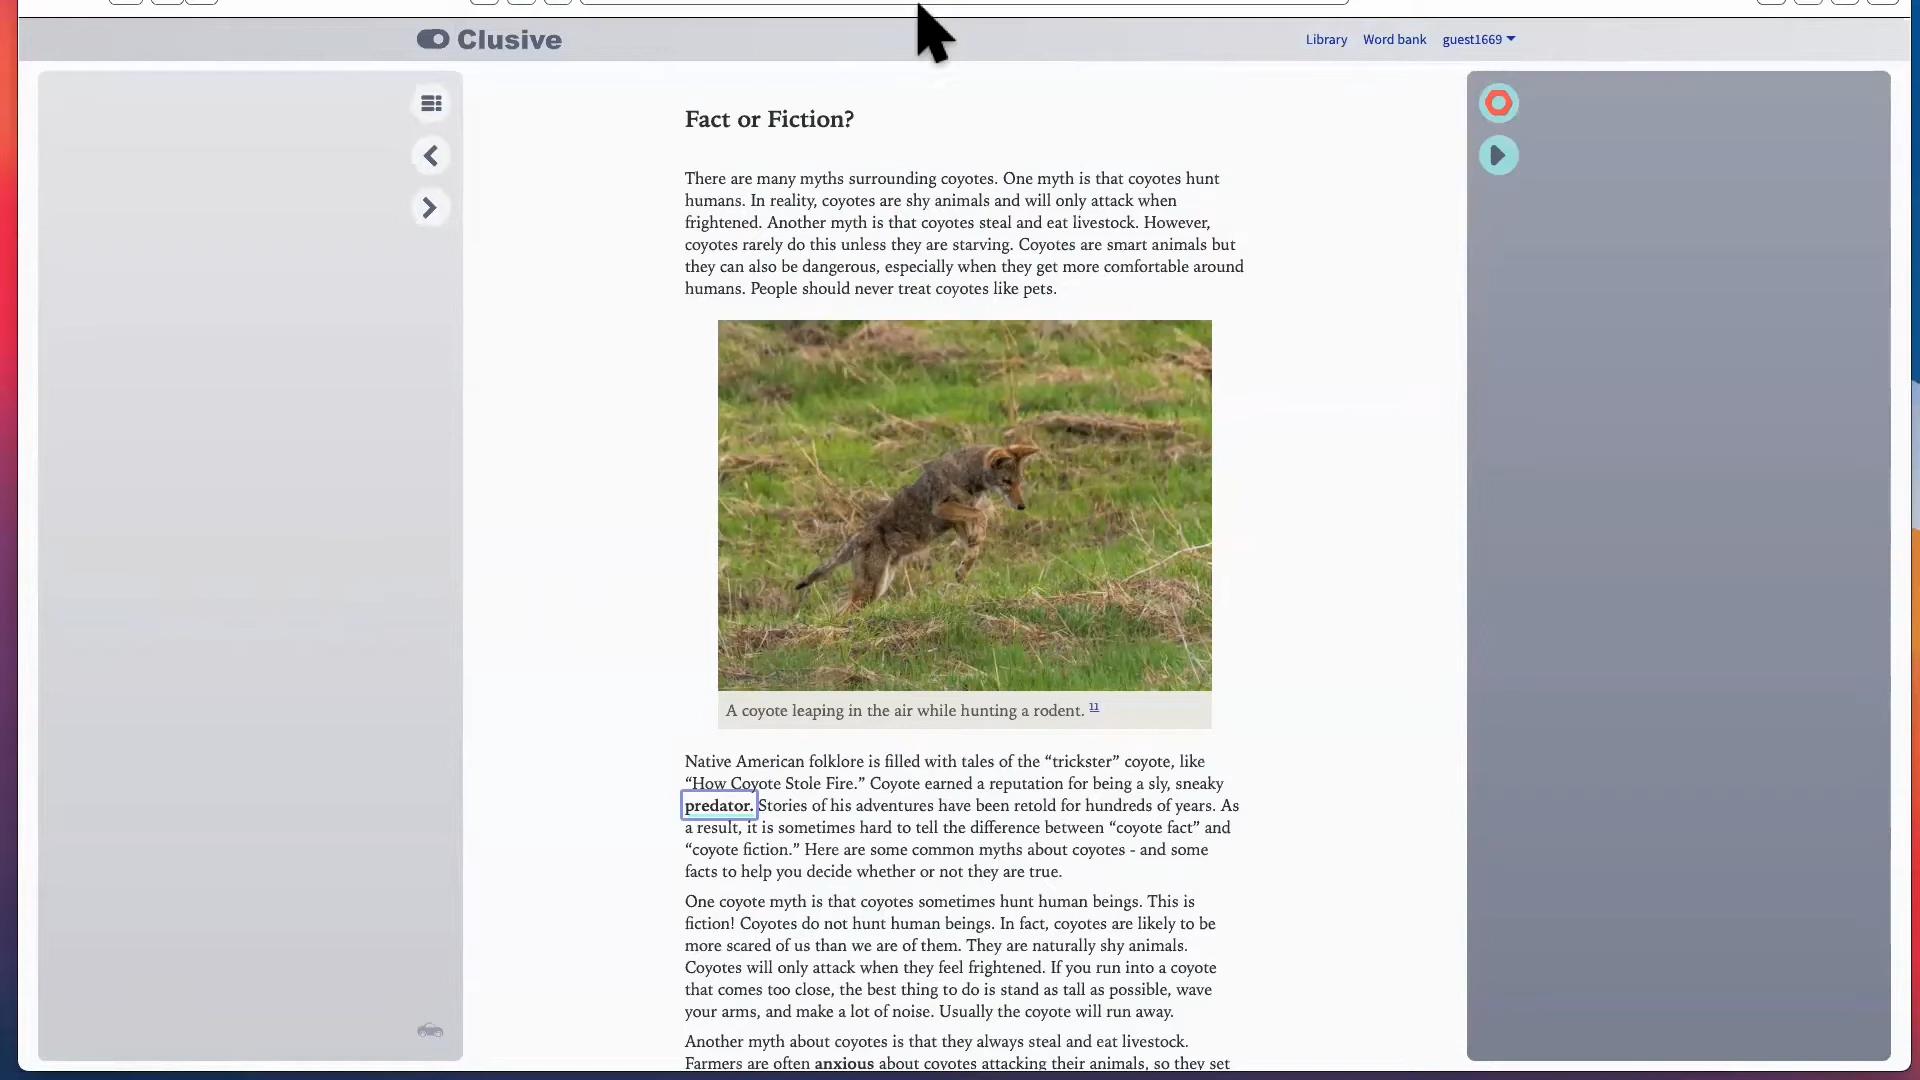 Clusive
Library Word bank guest1669
Fact or Fiction?
There are many myths surrounding coyotes. One myth is that coyotes hunt
humans. In reality, coyotes are shy animals and will only attack when
frightened. Another myth is that coyotes steal and eat livestock. However,
coyotes rarely do this unless they are starving. Coyotes are smart animals but
they can also be dangerous, especially when they get more comfortable around
humans. People should never treat coyotes like pets.
A coyote leaping in the air while hunting a rodent. 11
Native American folklore is filled with tales of the “trickster” coyote, like
“How Coyote Stole Fire.” Coyote earned a reputation for being a sly, sneaky
predator. Stories of his adventures have been retold for hundreds of years. As
a result, it is sometimes hard to tell the difference between “coyote fact” and
“coyote fiction.” Here are some common myths about coyotes - and some
facts to help you decide whether or not they are true.
One coyote myth is that coyotes sometimes hunt human beings. This is
fiction! Coyotes do not hunt human beings. In fact, coyotes are likely to be
more scared of us than we are of them. They are naturally shy animals.
Coyotes will only attack when they feel frightened. If you run into a coyote
that comes too close, the best thing to do is stand as tall as possible, wave
your arms, and make a lot of noise. Usually the coyote will run away.
Another myth about coyotes is that they always steal and eat livestock.
Farmers are often anxious about coyotes attacking their animals, so they set